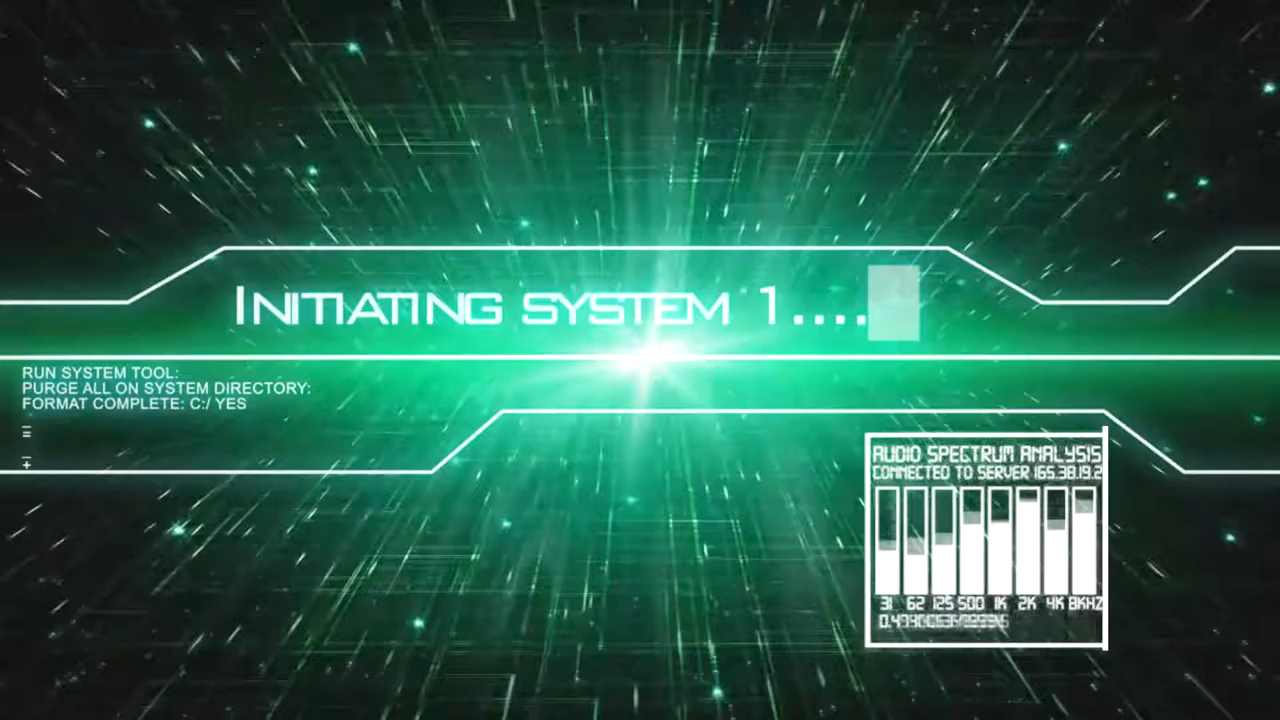 INITIATING SYSTEM 1....
RUN SYSTEM TOOL:
PURGE ALL ON SYSTEM DIRECTORY:
FORMAT COMPLETE: C:/ YES
AUDIO SPECTRUM ANALYSIS
CONNECTED TO SERVER 165.38.19.2
31 62 125 500 1K 2K 4K 8KHZ